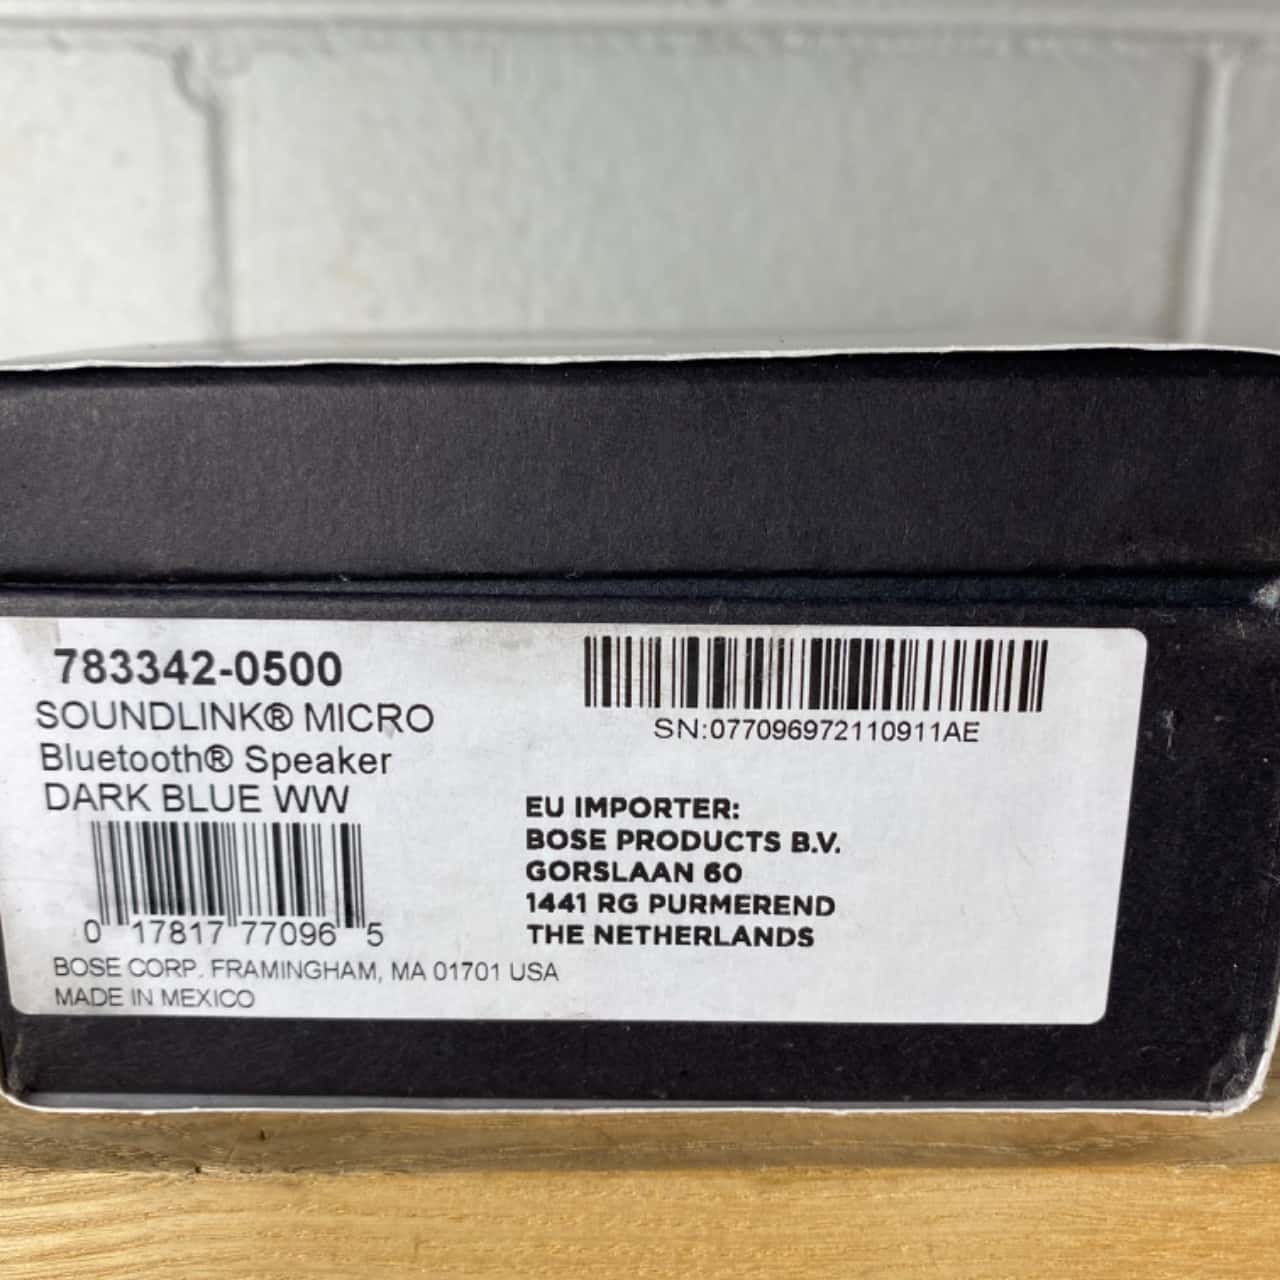 783342-0500
SOUNDLINK® MICRO
Bluetooth® Speaker
DARK BLUE WW
0 17817 77096 5
BOSE CORP. FRAMINGHAM, MA 01701 USA
MADE IN MEXICO
SN:077096972110911AE
EU IMPORTER:
BOSE PRODUCTS B.V.
GORSLAAN 60
1441 RG PURMEREND
THE NETHERLANDS